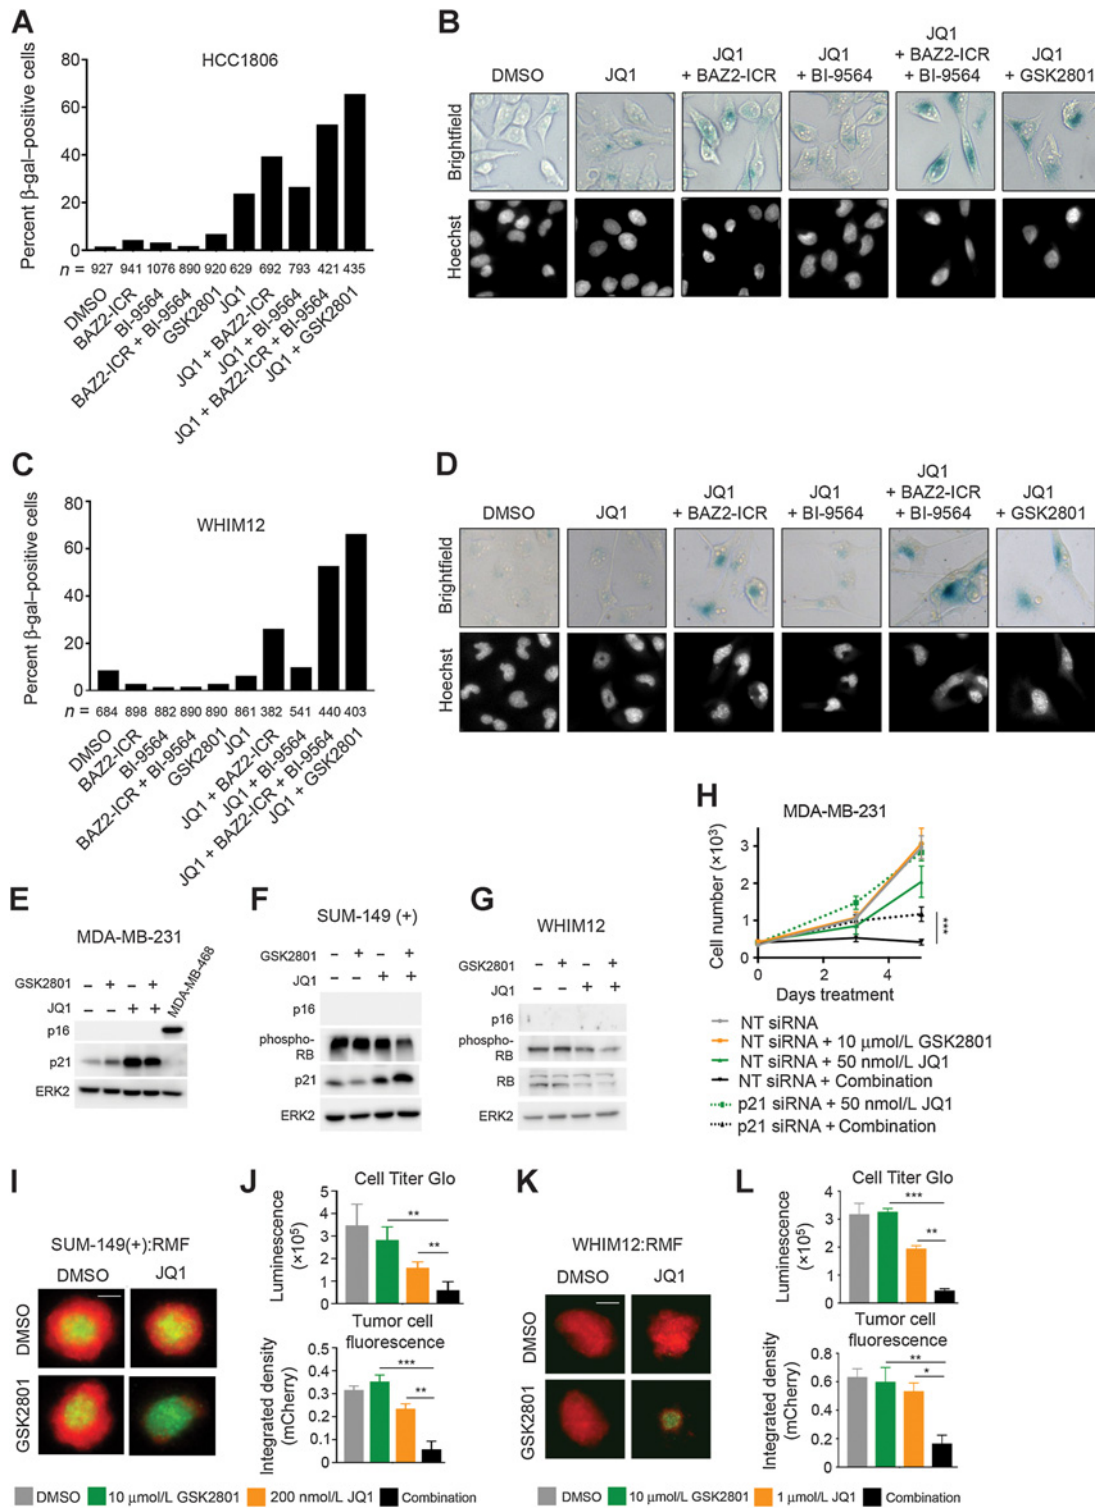 A
HCC1806
Percent β-gal–positive cells
80
60
40
20
0
n = 927 941 1076 890 920 629 692 793 421 435
DMSO
BAZ2-ICR
BI-9564
BAZ2-ICR + BI-9564
GSK2801
JQ1
JQ1 + BAZ2-ICR
JQ1 + BI-9564
JQ1 + BAZ2-ICR + BI-9564
JQ1 + GSK2801
B
DMSO
JQ1
JQ1
+ BAZ2-ICR
JQ1
+ BI-9564
JQ1
+ BAZ2-ICR
+ BI-9564
JQ1
+ GSK2801
Brightfield
Hoechst
C
WHIM12
Percent β-gal–positive cells
80
60
40
20
0
n = 684 898 882 890 890 861 382 541 440 403
DMSO
BAZ2-ICR
BI-9564
BAZ2-ICR + BI-9564
GSK2801
JQ1
JQ1 + BAZ2-ICR
JQ1 + BI-9564
JQ1 + BAZ2-ICR + BI-9564
JQ1 + GSK2801
D
DMSO
JQ1
JQ1
+ BAZ2-ICR
JQ1
+ BI-9564
JQ1
+ BAZ2-ICR
+ BI-9564
JQ1
+ GSK2801
Brightfield
Hoechst
E
MDA-MB-231
GSK2801 – + – +
JQ1 – – + +
MDA-MB-468
p16
p21
ERK2
F
SUM-149 (+)
GSK2801 – + – +
JQ1 – – + +
p16
phospho-
RB
p21
ERK2
G
WHIM12
GSK2801 – + – +
JQ1 – – + +
p16
phospho-
RB
RB
ERK2
H
MDA-MB-231
Cell number (×10³)
3
2
1
0
0 2 4
Days treatment
***
NT siRNA
NT siRNA + 10 μmol/L GSK2801
NT siRNA + 50 nmol/L JQ1
NT siRNA + Combination
p21 siRNA + 50 nmol/L JQ1
p21 siRNA + Combination
I
SUM-149(+):RMF
DMSO JQ1
DMSO
GSK2801
J
Cell Titer Glo
Luminescence
(×10⁵)
5
4
3
2
1
0
**
**
Tumor cell
fluorescence
Integrated density
(mCherry)
0.5
0.4
0.3
0.2
0.1
0
***
**
DMSO 10 μmol/L GSK2801 200 nmol/L JQ1 Combination
K
WHIM12:RMF
DMSO JQ1
DMSO
GSK2801
L
Cell Titer Glo
Luminescence
(×10⁵)
4
3
2
1
0
***
**
Tumor cell
fluorescence
Integrated density
(mCherry)
0.8
0.6
0.4
0.2
0
**
*
DMSO 10 μmol/L GSK2801 1 μmol/L JQ1 Combination